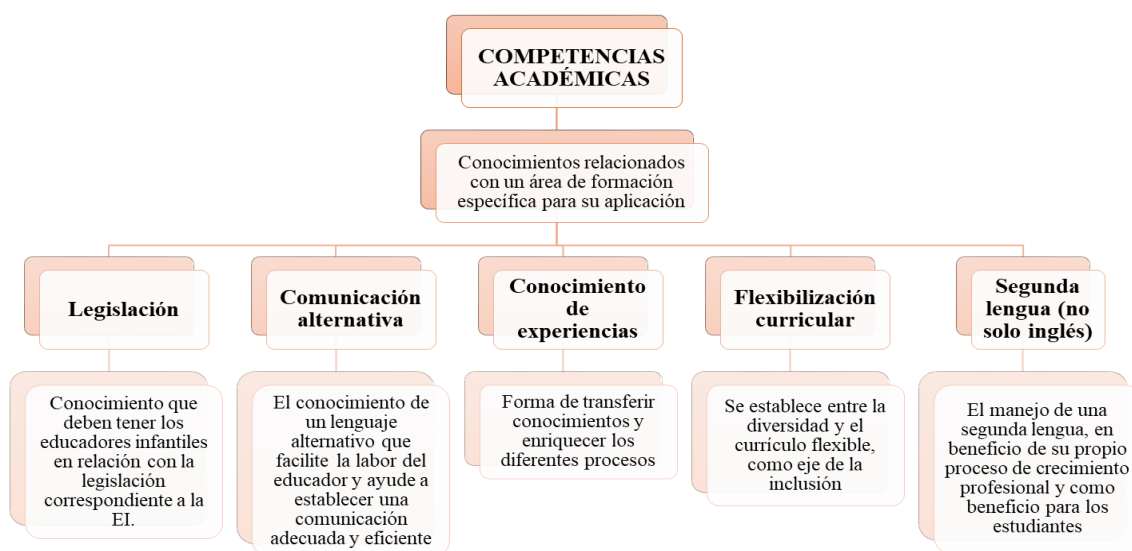 COMPETENCIAS
ACADÉMICAS
Conocimientos relacionados
con un área de formación
específica para su aplicación
Legislación
Conocimiento que
deben tener los
educadores infantiles
en relación con la
legislación
correspondiente a la
EI.
Comunicación
alternativa
El conocimiento de
un lenguaje
alternativo que
facilite la labor del
educador y ayude a
establecer una
comunicación
adecuada y eficiente
Conocimiento
de
experiencias
Forma de transferir
conocimientos y
enriquecer los
diferentes procesos
Flexibilización
curricular
Se establece entre la
diversidad y el
currículo flexible,
como eje de la
inclusión
Segunda
lengua (no
solo inglés)
El manejo de una
segunda lengua, en
beneficio de su propio
proceso de crecimiento
profesional y como
beneficio para los
estudiantes